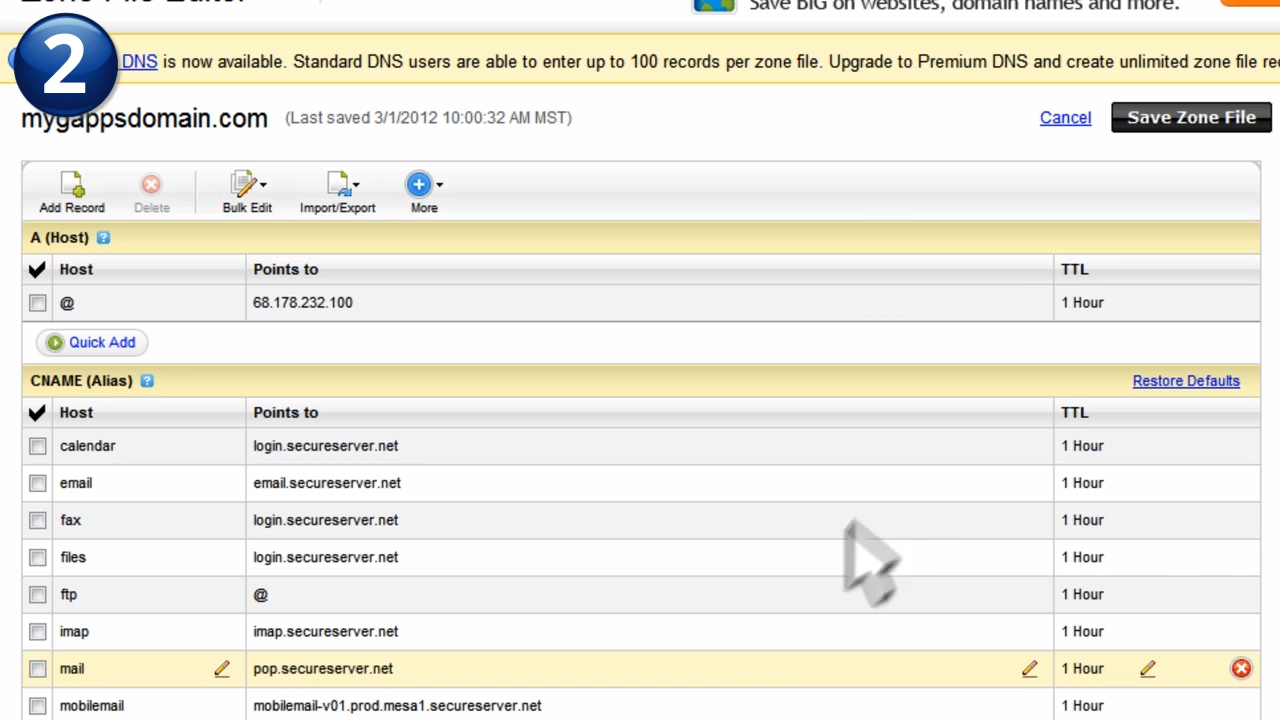 Zone File Editor
Save BIG on websites, domain names and more.
2
DNS is now available. Standard DNS users are able to enter up to 100 records per zone file. Upgrade to Premium DNS and create unlimited zone file
mygappsdomain.com (Last saved 3/1/2012 10:00:32 AM MST) Cancel Save Zone File
Add Record Delete Bulk Edit Import/Export More
A (Host) ?
Host Points to TTL
@ 68.178.232.100 1 Hour
Quick Add
CNAME (Alias) ? Restore Defaults
Host Points to TTL
calendar login.secureserver.net 1 Hour
email email.secureserver.net 1 Hour
fax login.secureserver.net 1 Hour
files login.secureserver.net 1 Hour
ftp @ 1 Hour
imap imap.secureserver.net 1 Hour
mail pop.secureserver.net 1 Hour
mobilemail mobilemail-v01.prod.mesa1.secureserver.net 1 Hour